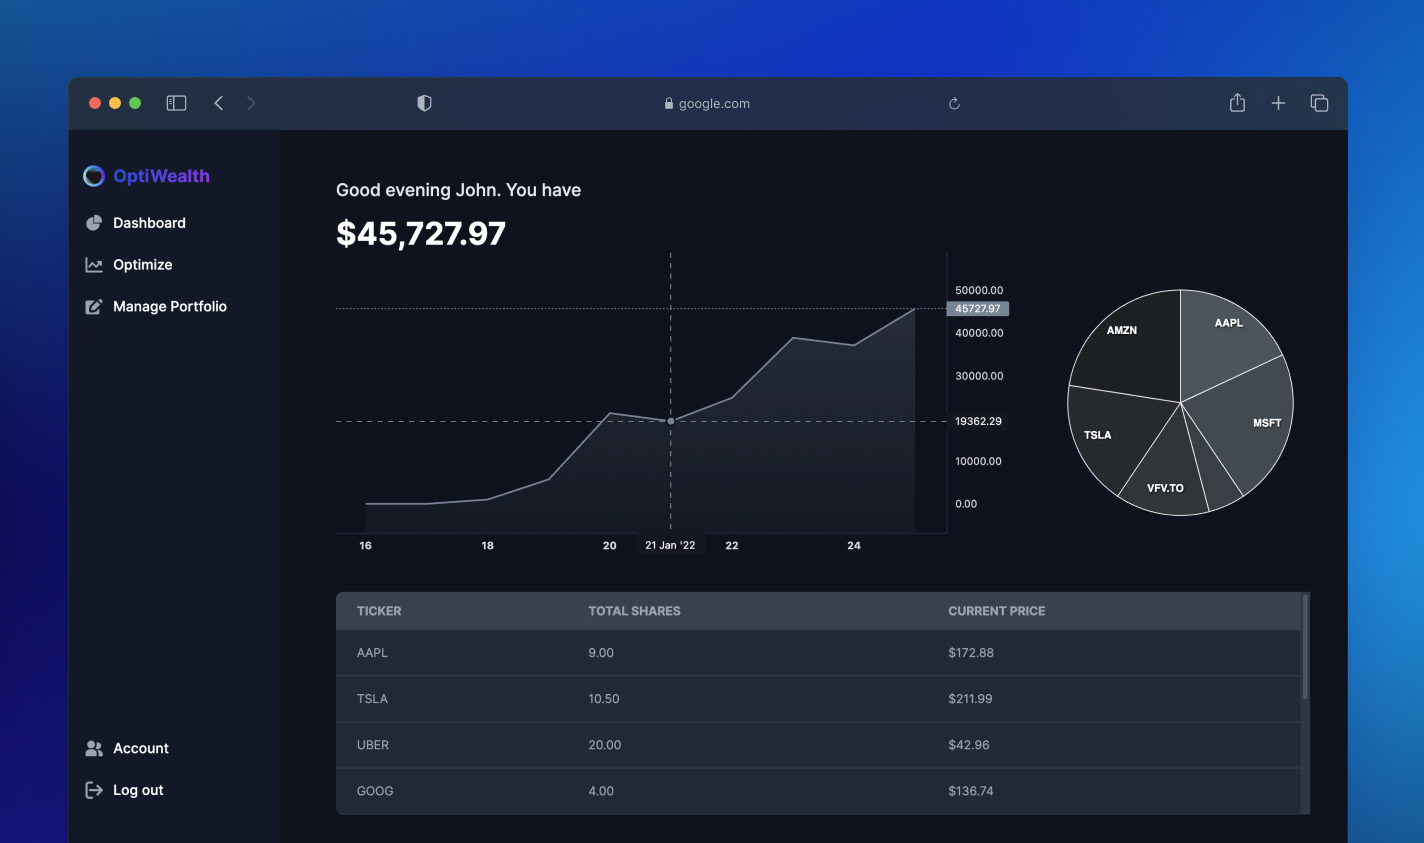 google.com
OptiWealth
Dashboard
Optimize
Manage Portfolio
Account
Log out
Good evening John. You have
$45,727.97
50000.00
45727.97
40000.00
30000.00
19362.29
10000.00
0.00
16 18 20 21 Jan '22 22 24
AMZN
AAPL
MSFT
TSLA
VFV.TO
TICKER TOTAL SHARES CURRENT PRICE
AAPL 9.00 $172.88
TSLA 10.50 $211.99
UBER 20.00 $42.96
GOOG 4.00 $136.74